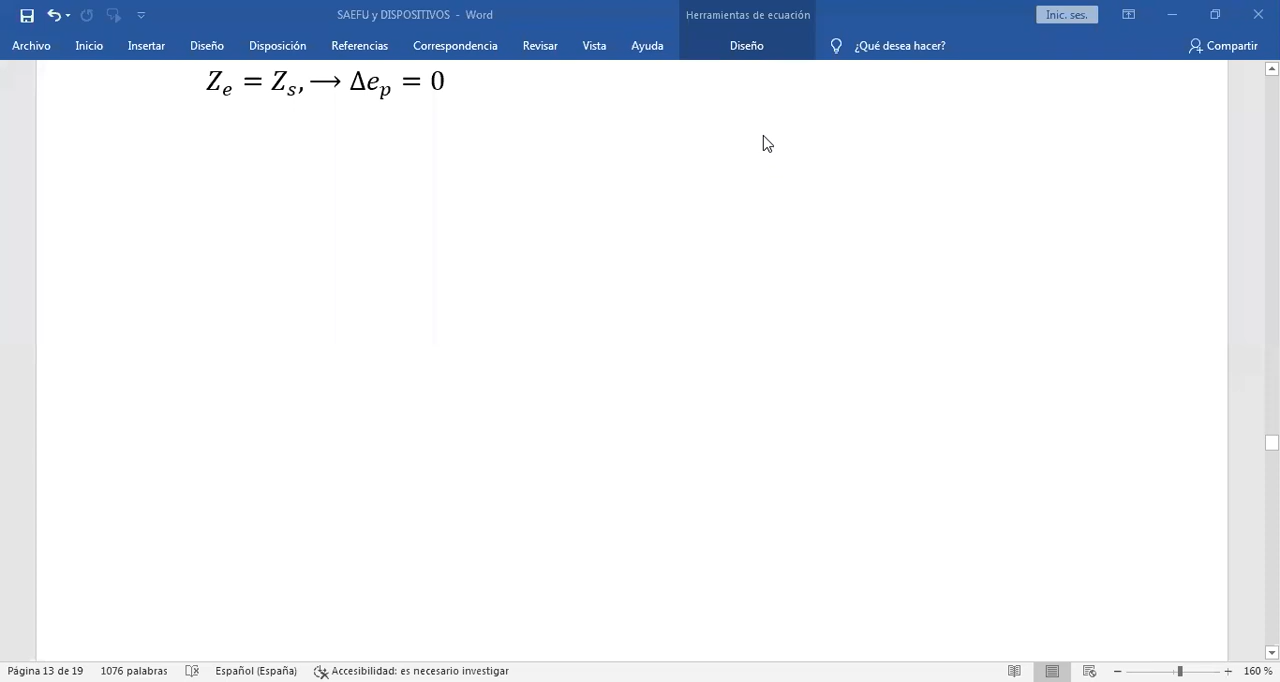 SAEFU y DISPOSITIVOS - Word
Herramientas de ecuación
Inic. ses.
Archivo Inicio Insertar Diseño Disposición Referencias Correspondencia Revisar Vista Ayuda Diseño ¿Qué desea hacer? Compartir
Z_e = Z_s, ⟶ Δe_p = 0
Página 13 de 19 1076 palabras Español (España) Accesibilidad: es necesario investigar 160 %